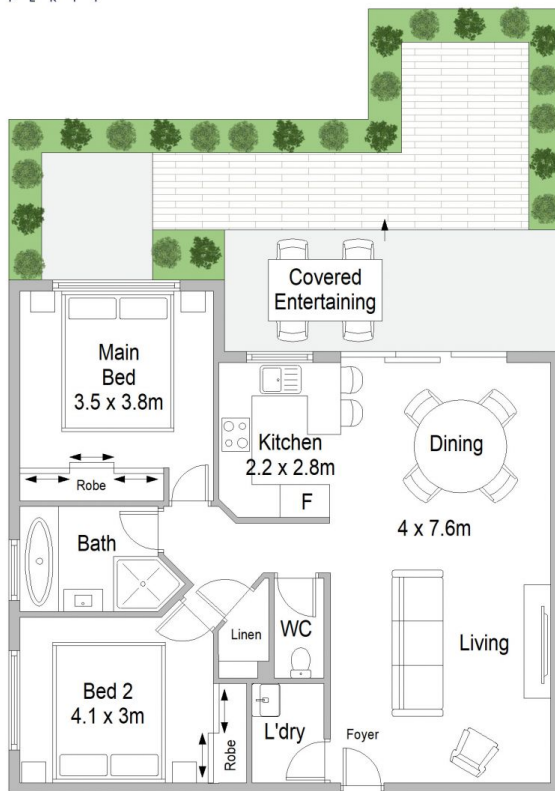 Covered
Entertaining
Main
Bed
3.5 x 3.8m
Robe
Kitchen
2.2 x 2.8m
F
Dining
4 x 7.6m
Bath
Linen
WC
Living
Bed 2
4.1 x 3m
Robe
L'dry
Foyer